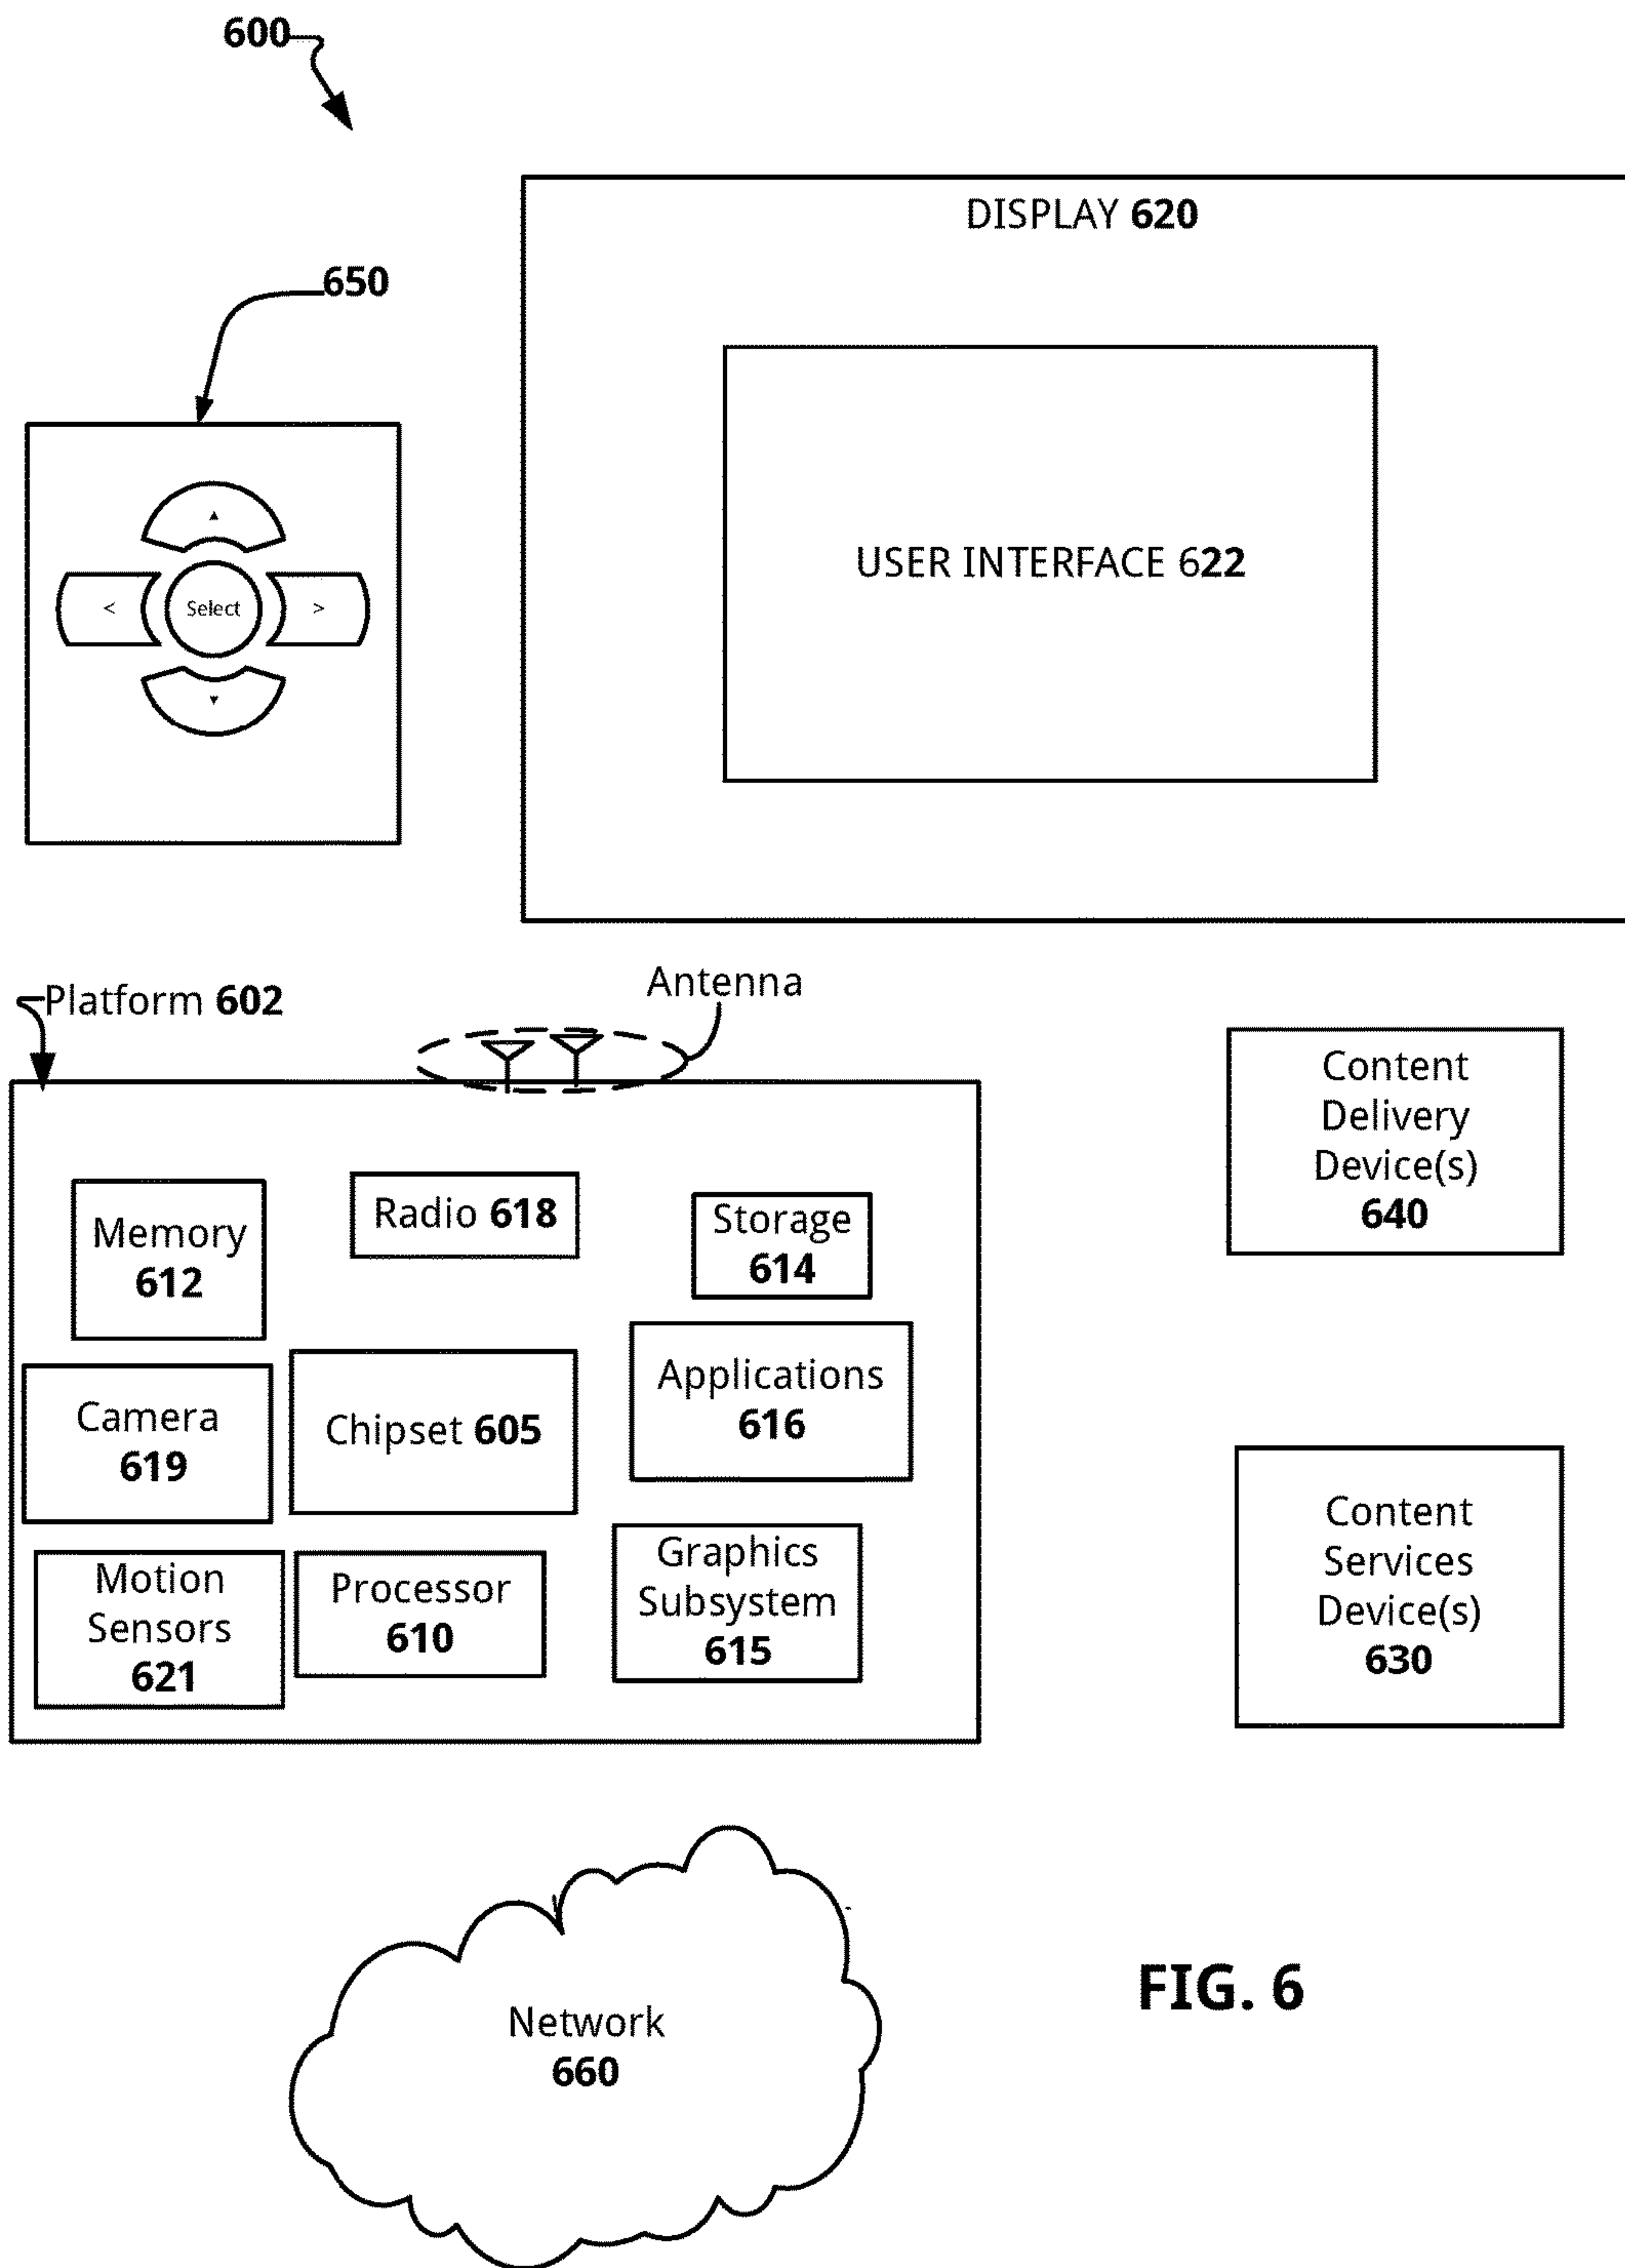 600
DISPLAY 620
650
USER INTERFACE 622
▲
< Select >
▼
Platform 602
Antenna
Memory
612
Radio 618
Storage
614
Camera
619
Chipset 605
Applications
616
Motion
Sensors
621
Processor
610
Graphics
Subsystem
615
Content
Delivery
Device(s)
640
Content
Services
Device(s)
630
Network
660
FIG. 6